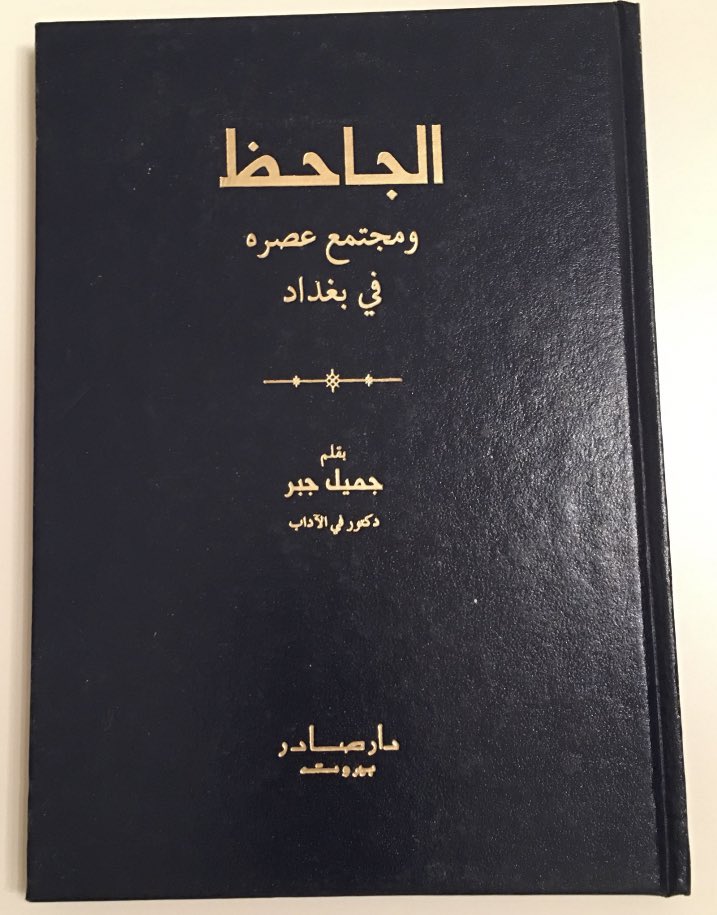 الجاحظ
ومجتمع عصره
في بغداد
بقلم
جميل جبر
دكتور في الآداب
دار صادر
بيروت